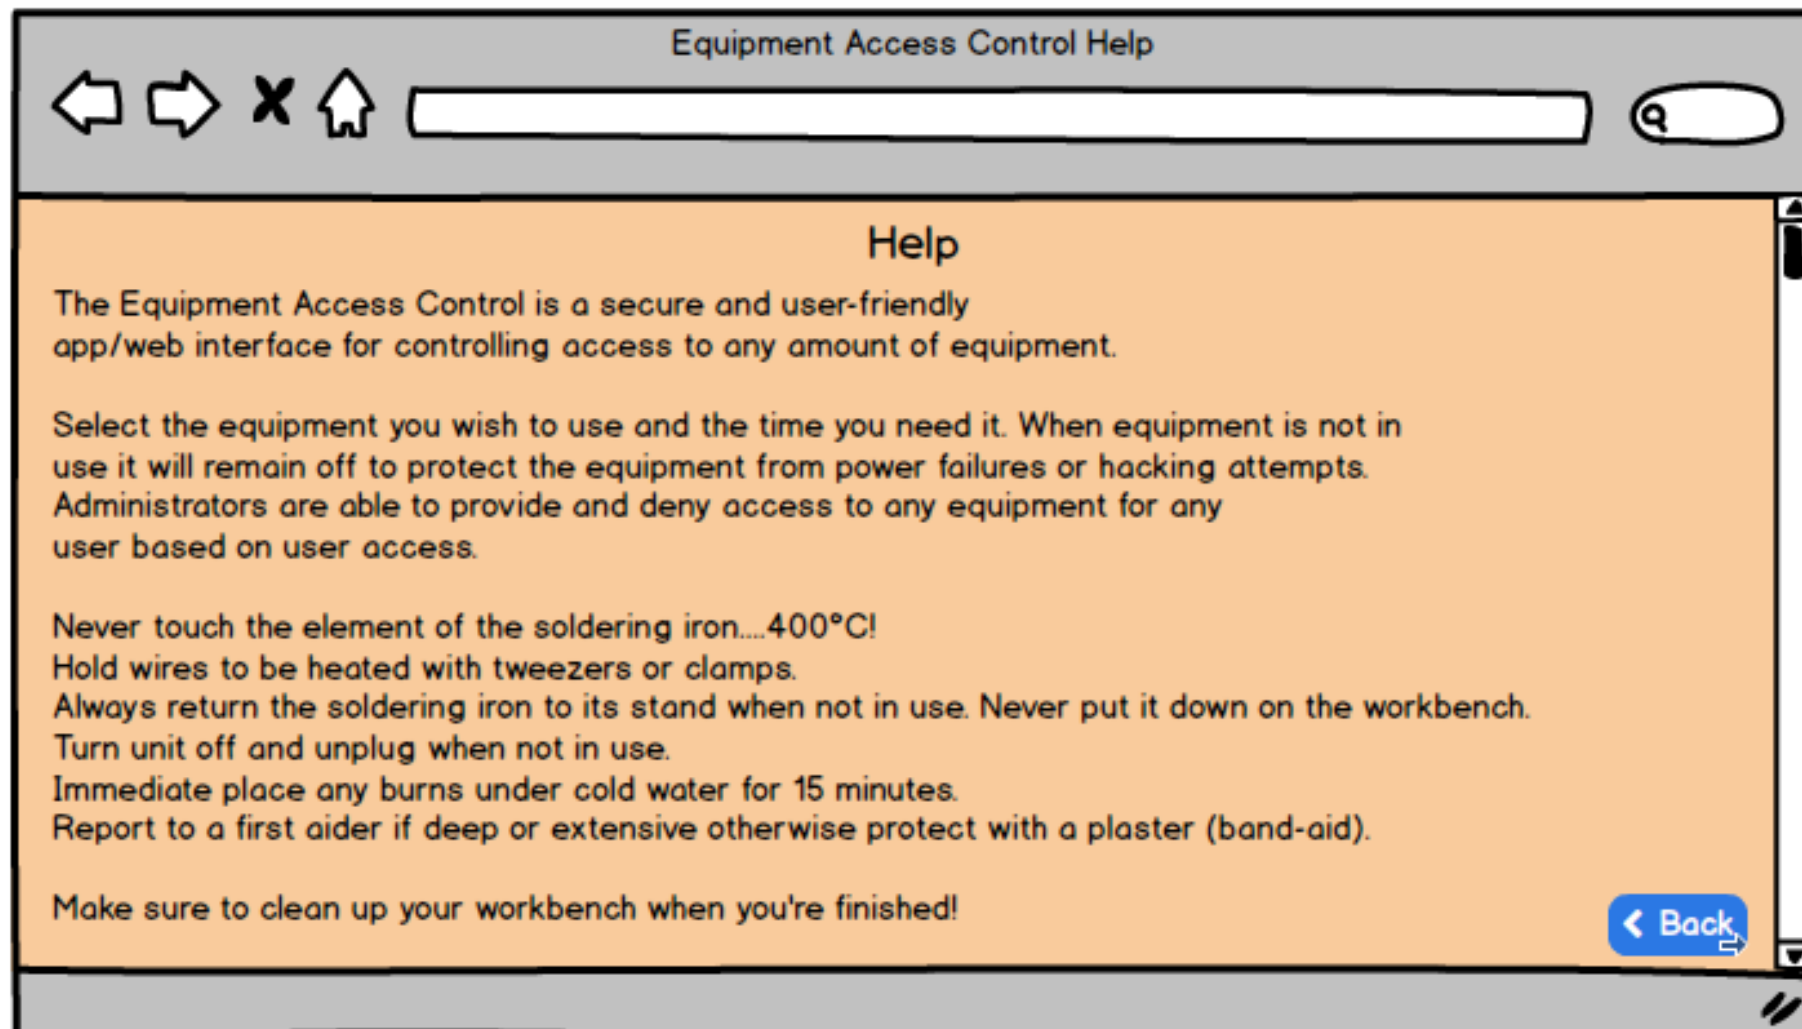 Equipment Access Control Help
Help
The Equipment Access Control is a secure and user-friendly
app/web interface for controlling access to any amount of equipment.
Select the equipment you wish to use and the time you need it. When equipment is not in
use it will remain off to protect the equipment from power failures or hacking attempts.
Administrators are able to provide and deny access to any equipment for any
user based on user access.
Never touch the element of the soldering iron....400°C!
Hold wires to be heated with tweezers or clamps.
Always return the soldering iron to its stand when not in use. Never put it down on the workbench.
Turn unit off and unplug when not in use.
Immediate place any burns under cold water for 15 minutes.
Report to a first aider if deep or extensive otherwise protect with a plaster (band-aid).
Make sure to clean up your workbench when you're finished!
Back